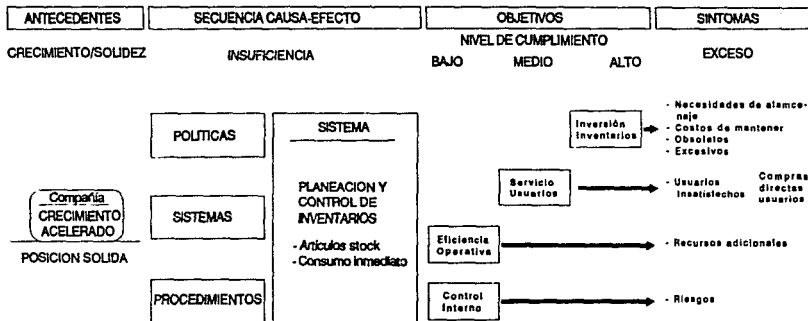 ANTECEDENTES
SECUENCIA CAUSA-EFECTO
OBJETIVOS
SINTOMAS
CRECIMIENTO/SOLIDEZ
INSUFICIENCIA
NIVEL DE CUMPLIMIENTO
BAJO MEDIO ALTO
EXCESO
Compañía
CRECIMIENTO
ACELERADO
POSICION SOLIDA
POLITICAS
SISTEMAS
PROCEDIMIENTOS
SISTEMA
PLANEACION Y
CONTROL DE
INVENTARIOS
- Artículos stock
- Consumo inmediato
Inversión
Inventarios
- Necesidades de alamce-
naje
- Costos de mantener
- Obsoletos
- Excesivos
Servicio
Usuarios
- Usuarios
Insatisfechos
Compras
directas
usuarios
Eficiencia
Operativa
- Recursos adicionales
Control
Interno
- Riesgos